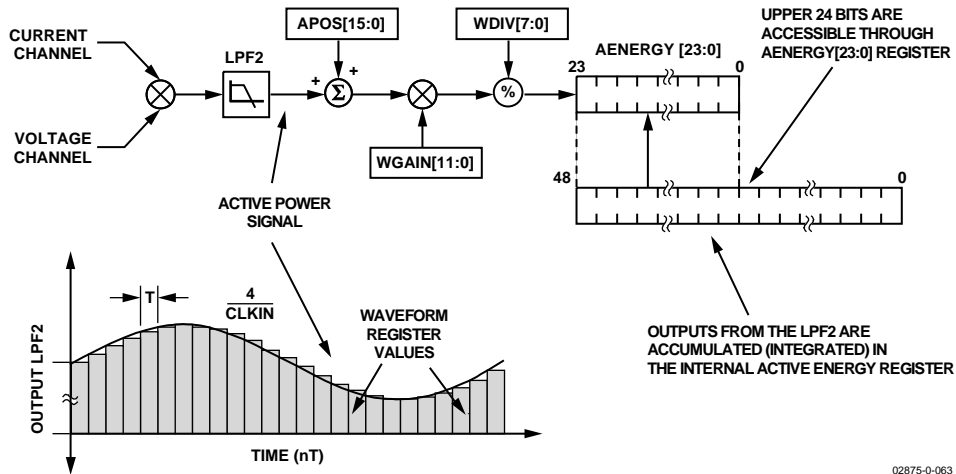 CURRENT
CHANNEL
VOLTAGE
CHANNEL
LPF2
APOS[15:0]
+
+
Σ
WGAIN[11:0]
WDIV[7:0]
%
AENERGY [23:0]
23
0
UPPER 24 BITS ARE
ACCESSIBLE THROUGH
AENERGY[23:0] REGISTER
48
0
ACTIVE POWER
SIGNAL
OUTPUTS FROM THE LPF2 ARE
ACCUMULATED (INTEGRATED) IN
THE INTERNAL ACTIVE ENERGY REGISTER
OUTPUT LPF2
T
4
CLKIN
WAVEFORM
REGISTER
VALUES
TIME (nT)
02875-0-063